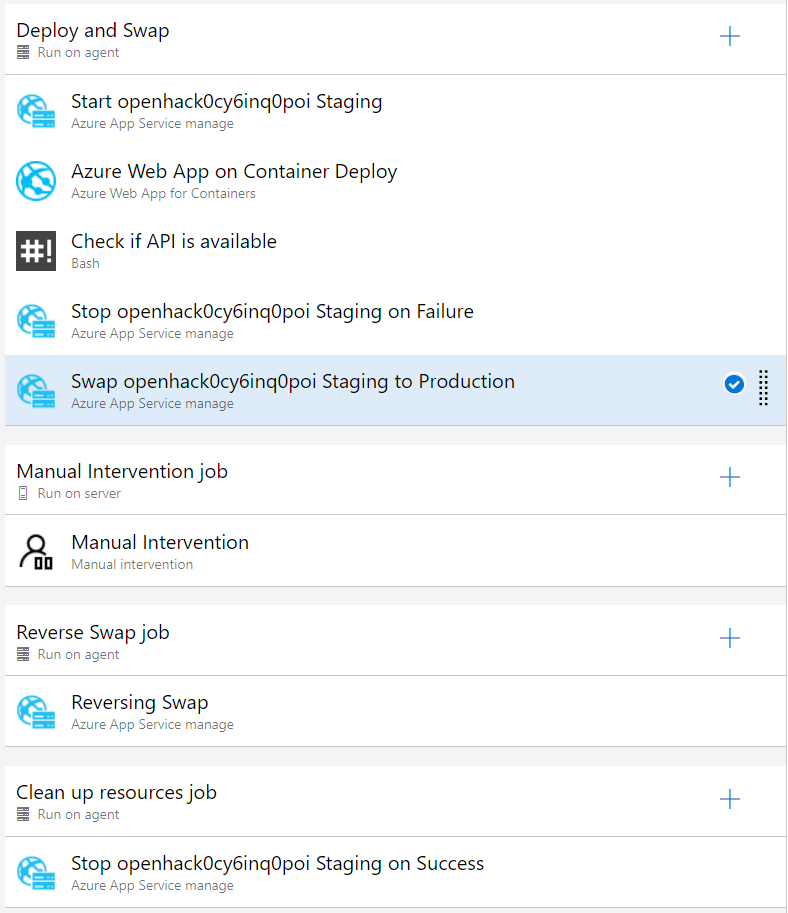 Deploy and Swap
Run on agent
Start openhack0cy6inq0poi Staging
Azure App Service manage
Azure Web App on Container Deploy
Azure Web App for Containers
#!
Check if API is available
Bash
Stop openhack0cy6inq0poi Staging on Failure
Azure App Service manage
Swap openhack0cy6inq0poi Staging to Production
Azure App Service manage
Manual Intervention job
Run on server
Manual Intervention
Manual intervention
Reverse Swap job
Run on agent
Reversing Swap
Azure App Service manage
Clean up resources job
Run on agent
Stop openhack0cy6inq0poi Staging on Success
Azure App Service manage